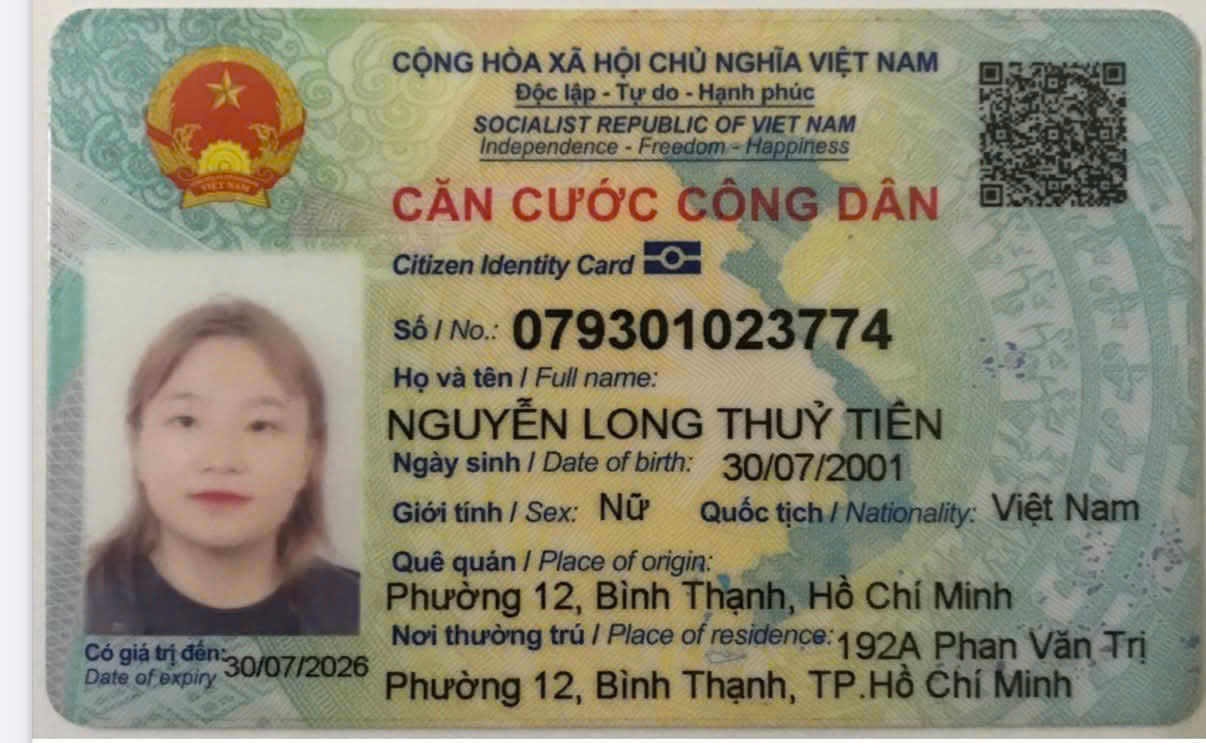 CỘNG HÒA XÃ HỘI CHỦ NGHĨA VIỆT NAM
Độc lập - Tự do - Hạnh phúc
SOCIALIST REPUBLIC OF VIET NAM
Independence - Freedom - Happiness
VIỆT NAM
CĂN CƯỚC CÔNG DÂN
Citizen Identity Card
Số / No.: 079301023774
Họ và tên / Full name:
NGUYỄN LONG THUỶ TIÊN
Ngày sinh / Date of birth: 30/07/2001
Giới tính / Sex: Nữ Quốc tịch / Nationality: Việt Nam
Quê quán / Place of origin:
Phường 12, Bình Thạnh, Hồ Chí Minh
Nơi thường trú / Place of residence: 192A Phan Văn Trị
Phường 12, Bình Thạnh, TP.Hồ Chí Minh
Có giá trị đến: 30/07/2026
Date of expiry